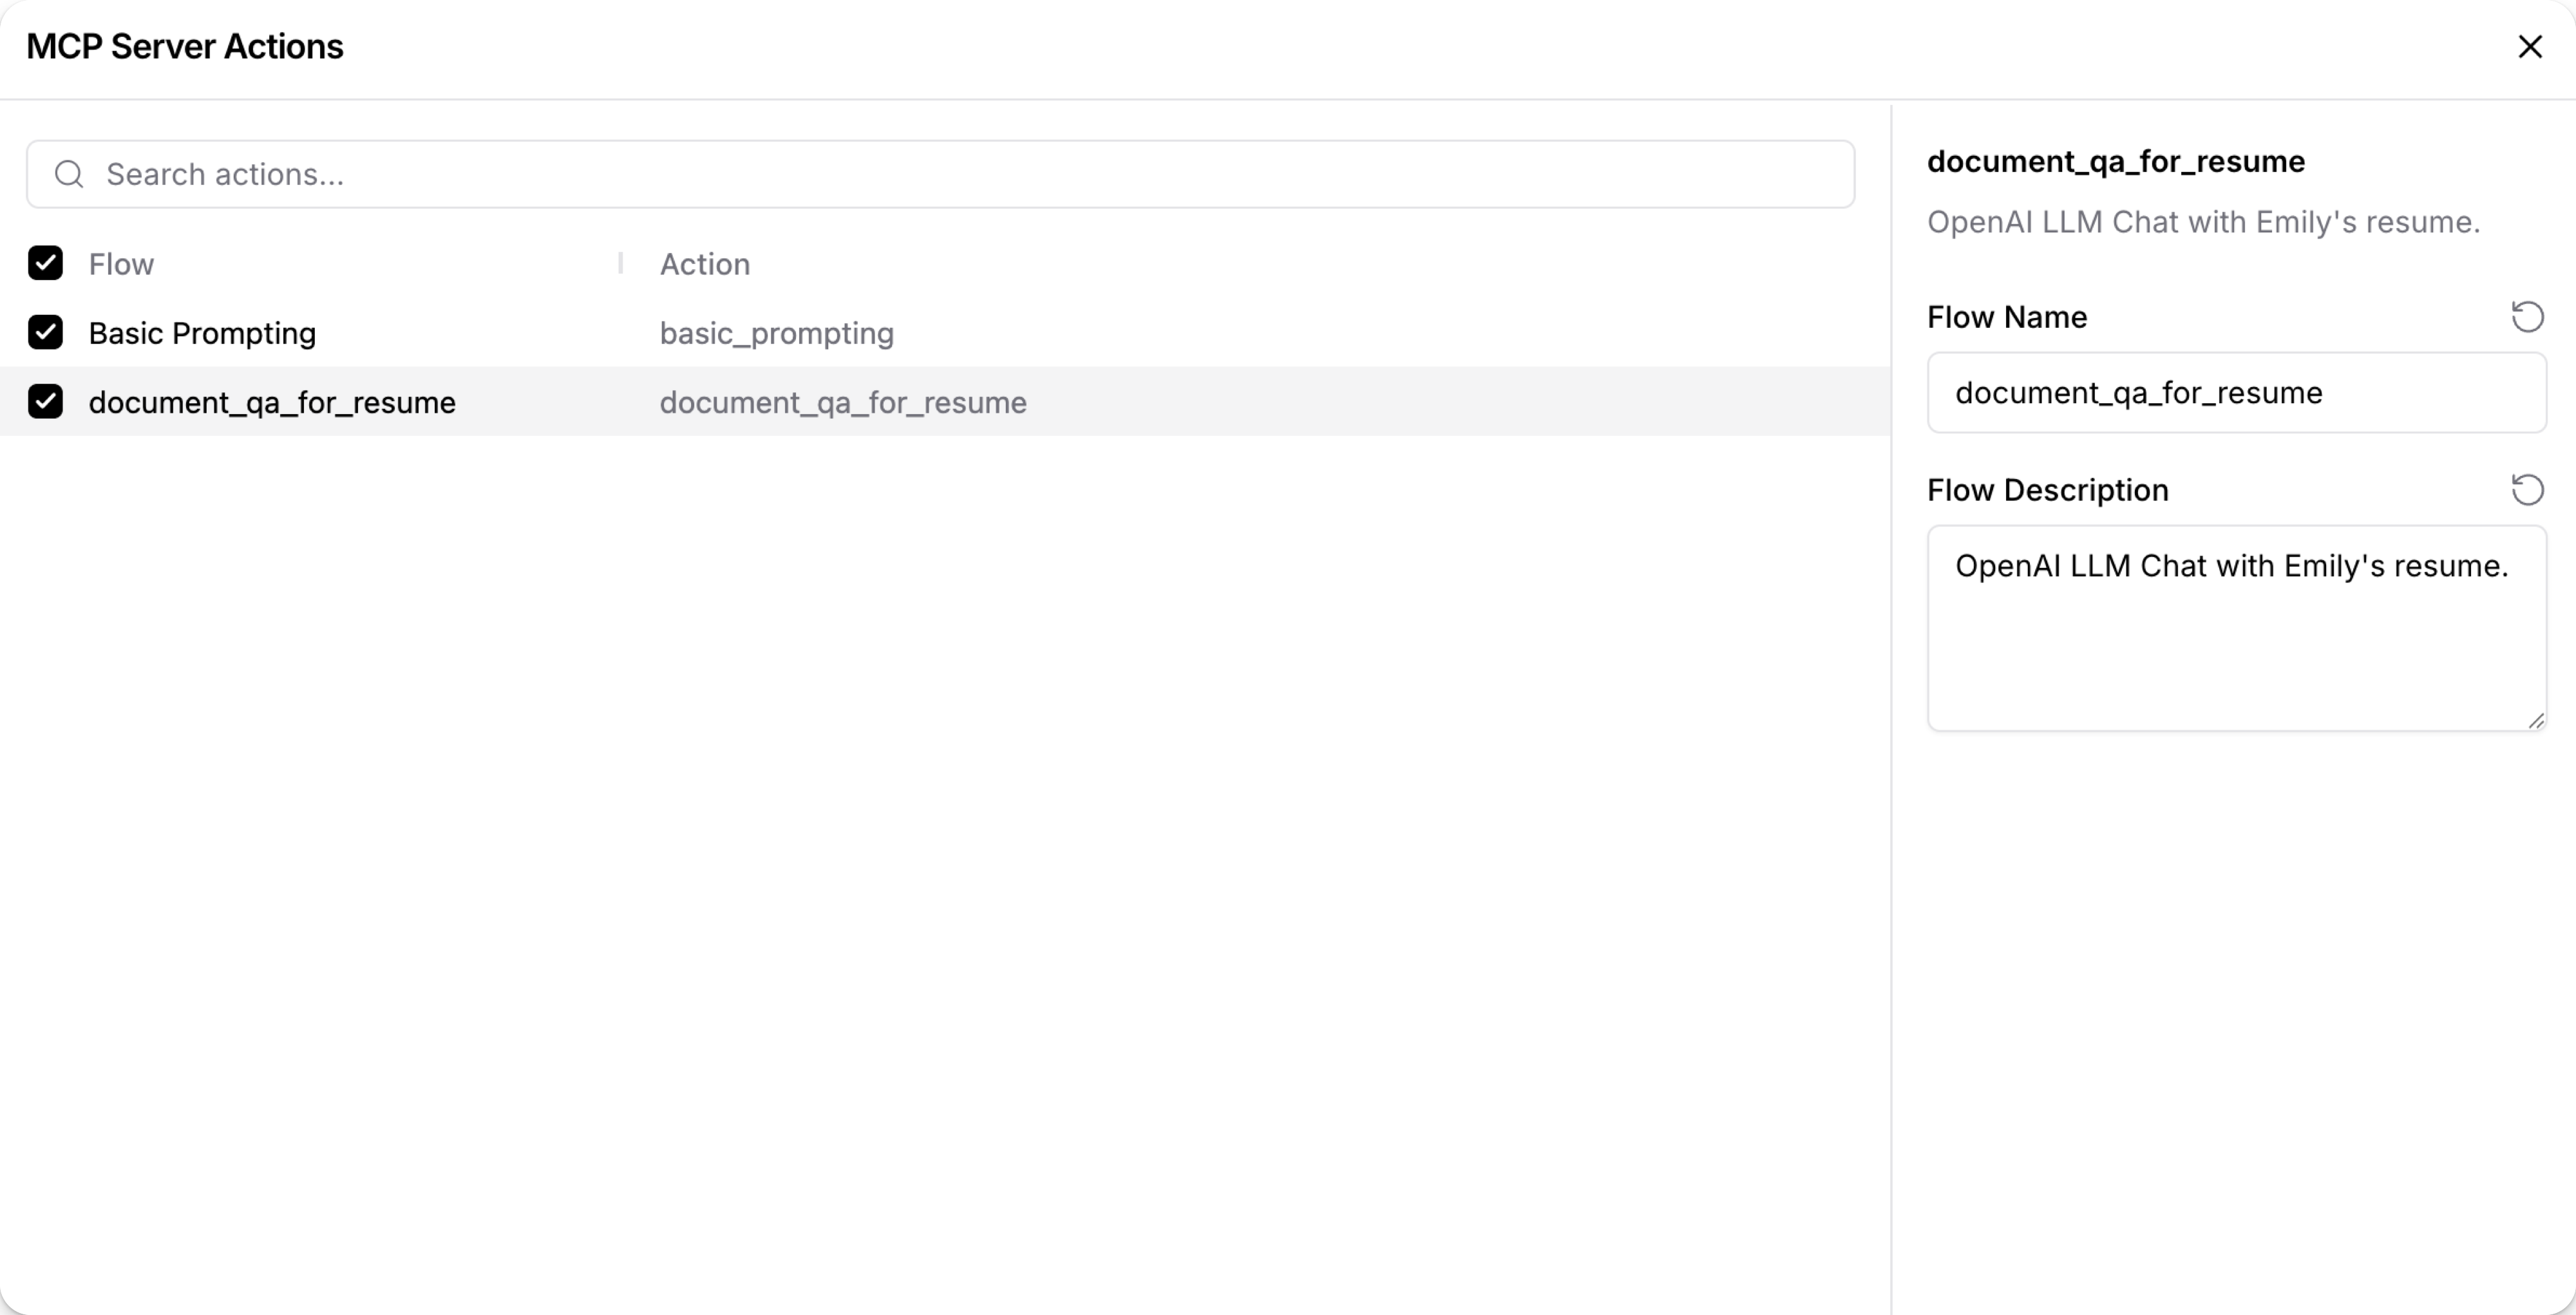 MCP Server Actions
Search actions...
Flow
Action
Basic Prompting
basic_prompting
document_qa_for_resume
document_qa_for_resume
document_qa_for_resume
OpenAI LLM Chat with Emily's resume.
Flow Name
document_qa_for_resume
Flow Description
OpenAI LLM Chat with Emily's resume.